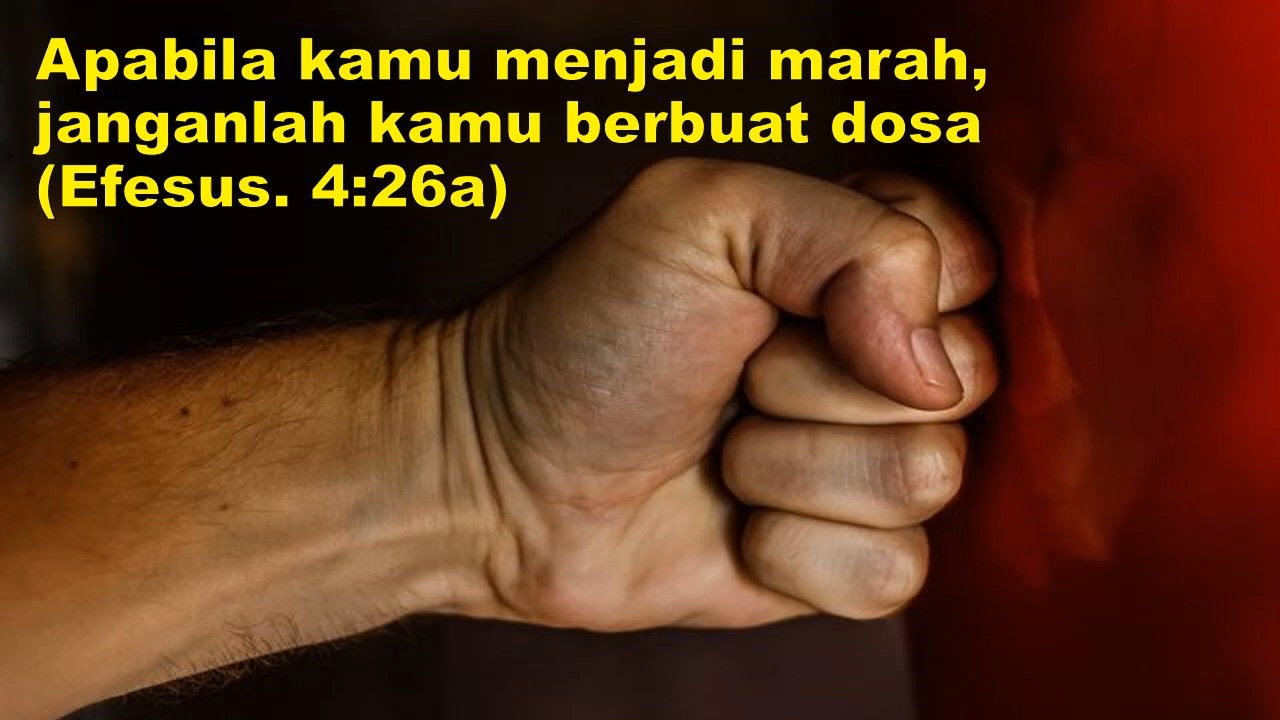 Apabila kamu menjadi marah,
janganlah kamu berbuat dosa
(Efesus. 4:26a)